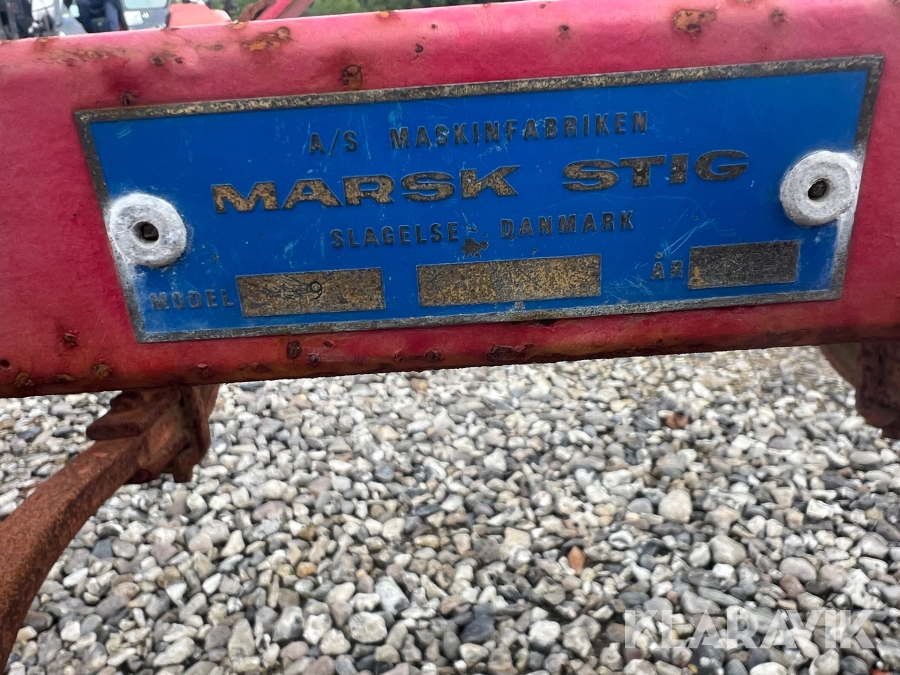 A/S MASKINFABRIKEN
MARSK STIG
SLAGELSE - DANMARK
MODEL
ÅR
KLARAVIK